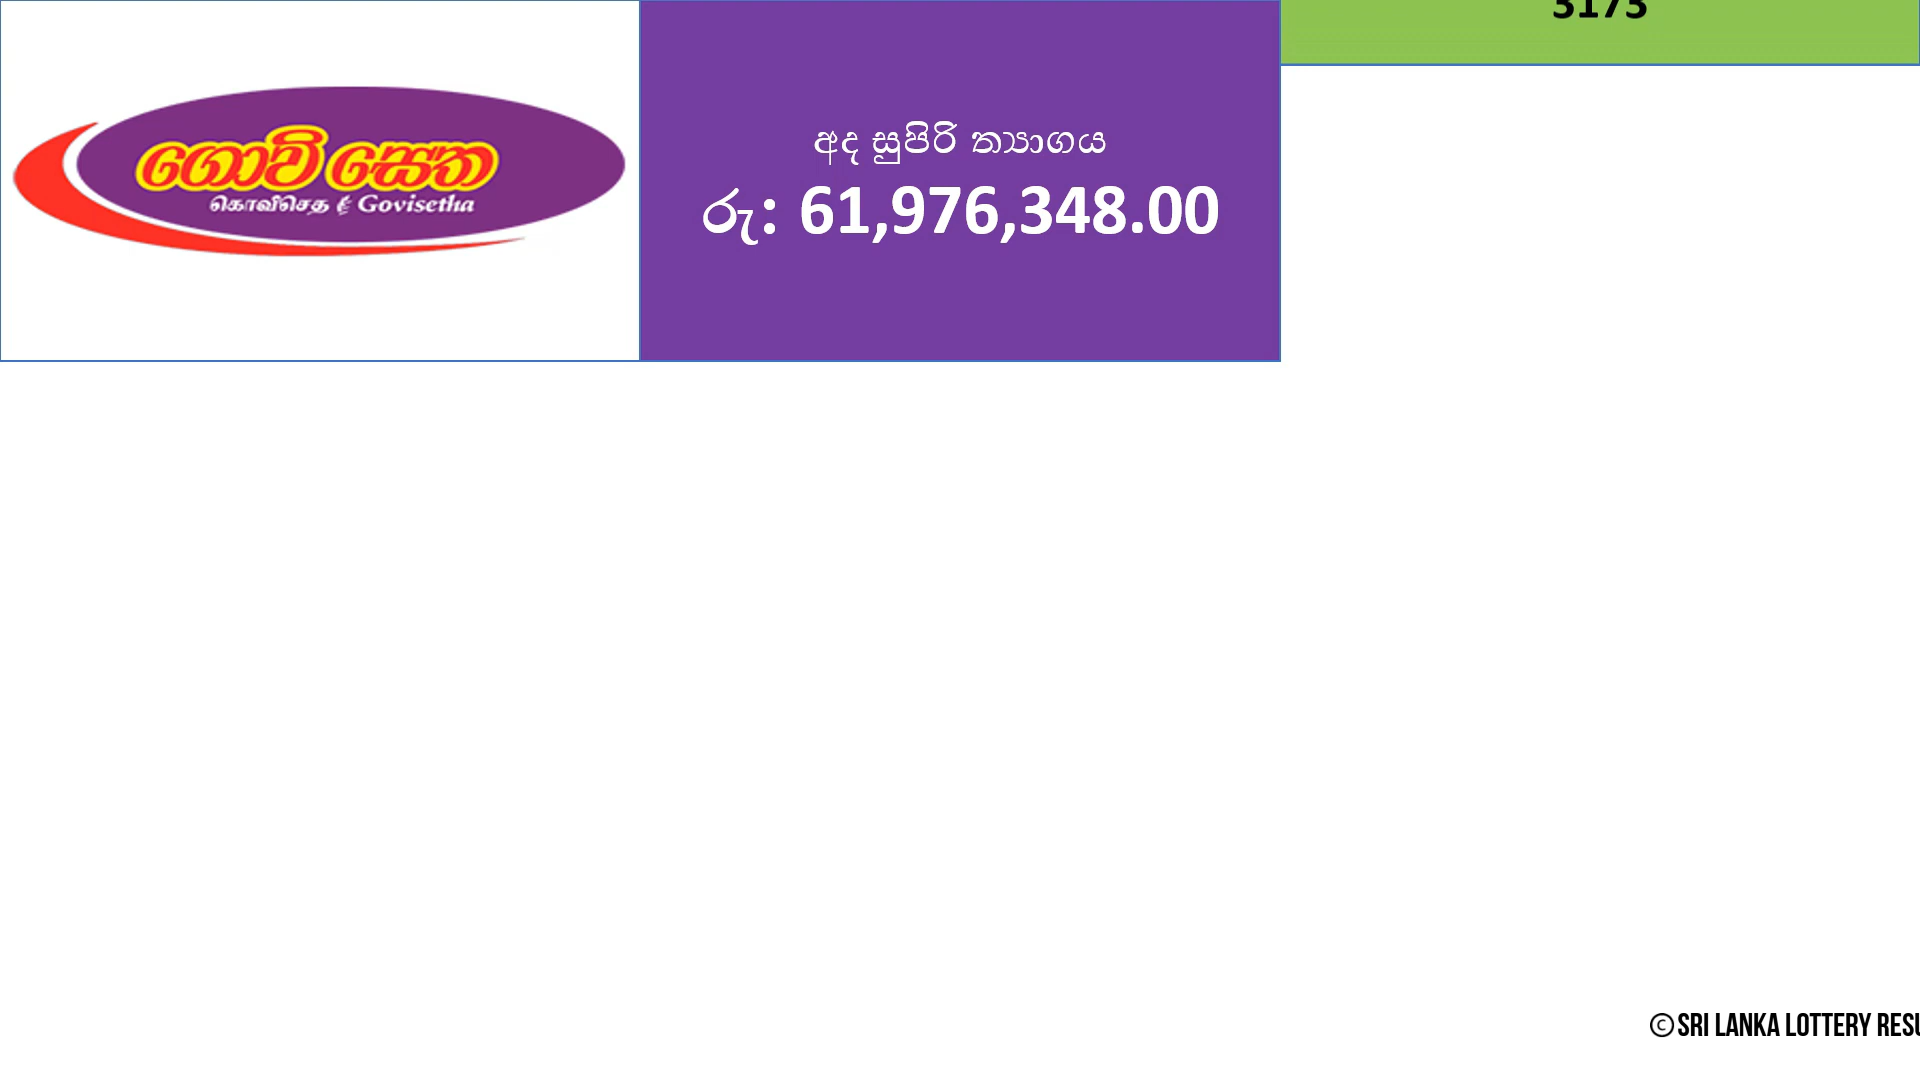 ගොවි සෙත
கொவிசெத Govisetha
අද සුපිරි ත්‍යාගය
රු: 61,976,348.00
3173
© SRI LANKA LOTTERY RESU